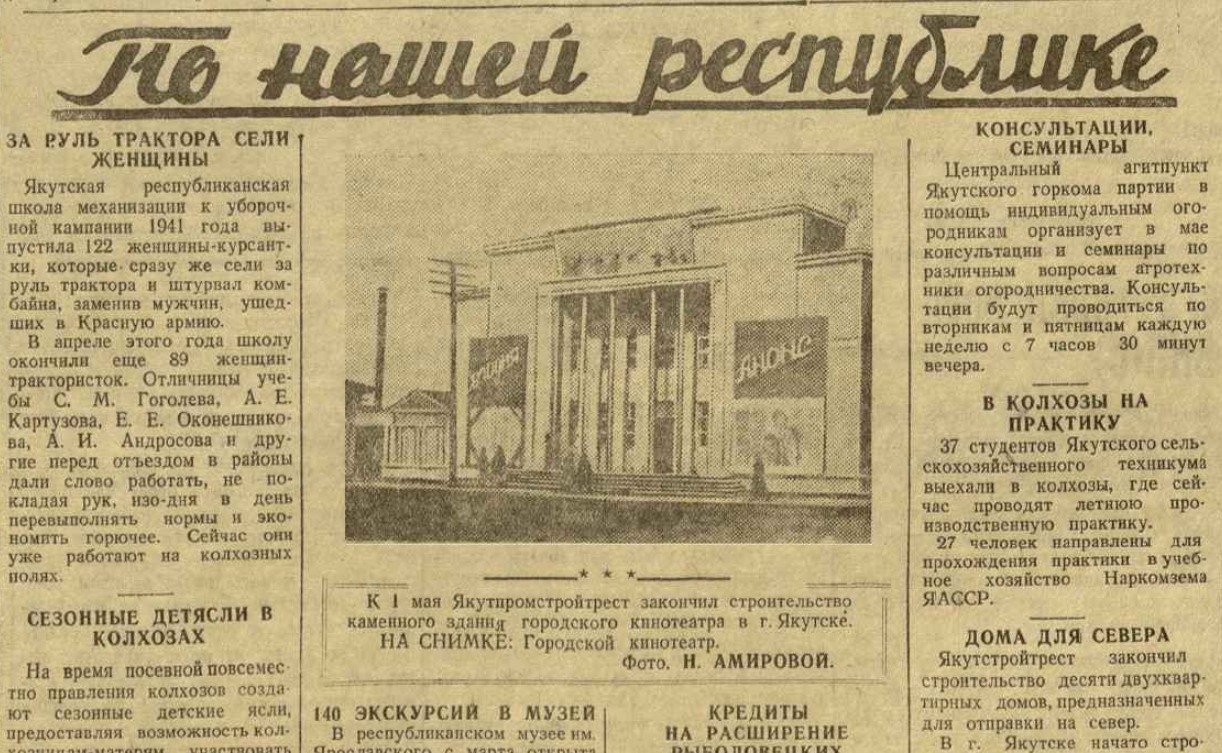 По нашей республике
ЗА РУЛЬ ТРАКТОРА СЕЛИ
ЖЕНЩИНЫ
Якутская республиканская
школа механизации к убороч-
ной кампании 1941 года вы-
пустила 122 женщины-курсант-
ки, которые сразу же сели за
руль трактора и штурвал ком-
байна, заменив мужчин, ушед-
ших в Красную армию.
В апреле этого года школу
окончили еще 89 женщин-
трактористок. Отличницы уче-
бы С. М. Гоголева, А. Е.
Картузова, Е. Е. Оконешнико-
ва, А. И. Андросова и дру-
гие перед отъездом в районы
дали слово работать, не по-
кладая рук, изо-дня в день
перевыполнять нормы и эко-
номить горючее. Сейчас они
уже работают на колхозных
полях.
СЕЗОННЫЕ ДЕТЯСЛИ В
КОЛХОЗАХ
На время посевной повсемес-
тно правления колхозов созда-
ют сезонные детские ясли,
предоставляя возможность кол-
хозницам-матерям участвовать
АНОНС
К 1 мая Якутпромстройтрест закончил строительство
каменного здания городского кинотеатра в г. Якутске.
НА СНИМКЕ: Городской кинотеатр.
Фото. Н. АМИРОВОЙ.
140 ЭКСКУРСИЙ В МУЗЕЙ
В республиканском музее им.
Ярославского с марта открыта
КРЕДИТЫ
НА РАСШИРЕНИЕ
РЫБОЛОВЕЦКИХ
КОНСУЛЬТАЦИИ,
СЕМИНАРЫ
Центральный агитпункт
Якутского горкома партии в
помощь индивидуальным ого-
родникам организует в мае
консультации и семинары по
различным вопросам агротех-
ники огородничества. Консуль-
тации будут проводиться по
вторникам и пятницам каждую
неделю с 7 часов 30 минут
вечера.
В КОЛХОЗЫ НА
ПРАКТИКУ
37 студентов Якутского сель-
скохозяйственного техникума
выехали в колхозы, где сей-
час проводят летнюю про-
изводственную практику.
27 человек направлены для
прохождения практики в учеб-
ное хозяйство Наркомзема
ЯАССР.
ДОМА ДЛЯ СЕВЕРА
Якутстройтрест закончил
строительство десяти двухквар-
тирных домов, предназначенных
для отправки на север.
В г. Якутске начато стро-